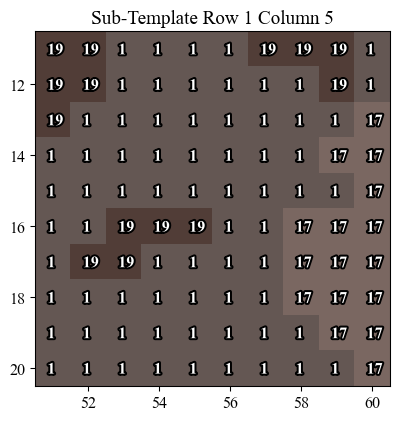 Sub-Template Row 1 Column 5
19 19 1 1 1 1 19 19 19 1
12 19 19 1 1 1 1 1 1 19 1
19 1 1 1 1 1 1 1 1 17
14 1 1 1 1 1 1 1 1 17 17
1 1 1 1 1 1 1 1 1 17
16 1 1 19 19 19 1 1 17 17 17
1 19 19 1 1 1 1 17 17 17
18 1 1 1 1 1 1 1 17 17 17
1 1 1 1 1 1 1 1 17 17
20 1 1 1 1 1 1 1 1 1 17
52 54 56 58 60